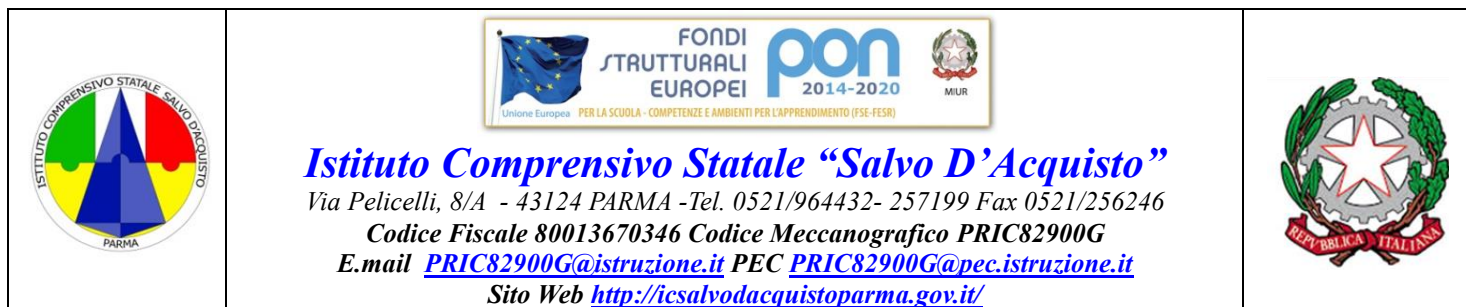 ISTITUTO COMPRENSIVO STATALE SALVO D'ACQUISTO
PARMA
FONDI
STRUTTURALI
EUROPEI
pon
2014-2020
MIUR
Unione Europea PER LA SCUOLA - COMPETENZE E AMBIENTI PER L'APPRENDIMENTO (FSE-FESR)
Istituto Comprensivo Statale “Salvo D’Acquisto”
Via Pelicelli, 8/A - 43124 PARMA -Tel. 0521/964432- 257199 Fax 0521/256246
Codice Fiscale 80013670346 Codice Meccanografico PRIC82900G
E.mail PRIC82900G@istruzione.it PEC PRIC82900G@pec.istruzione.it
Sito Web http://icsalvodacquistoparma.gov.it/
REPVBBLICA ITALIANA